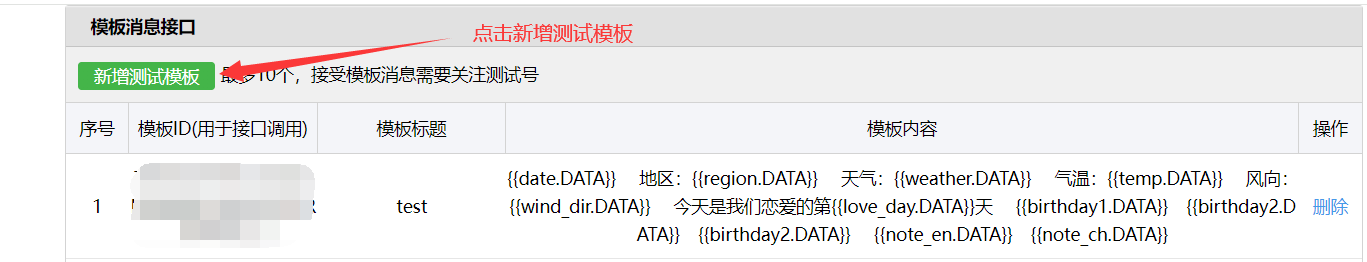 模板消息接口
点击新增测试模板
新增测试模板 最多10个，接受模板消息需要关注测试号
序号 模板ID(用于接口调用) 模板标题 模板内容 操作
{{date.DATA}} 地区：{{region.DATA}} 天气：{{weather.DATA}} 气温：{{temp.DATA}} 风向：
1 test {{wind_dir.DATA}} 今天是我们恋爱的第{{love_day.DATA}}天 {{birthday1.DATA}} {{birthday2.D 删除
ATA}} {{birthday2.DATA}} {{note_en.DATA}} {{note_ch.DATA}}